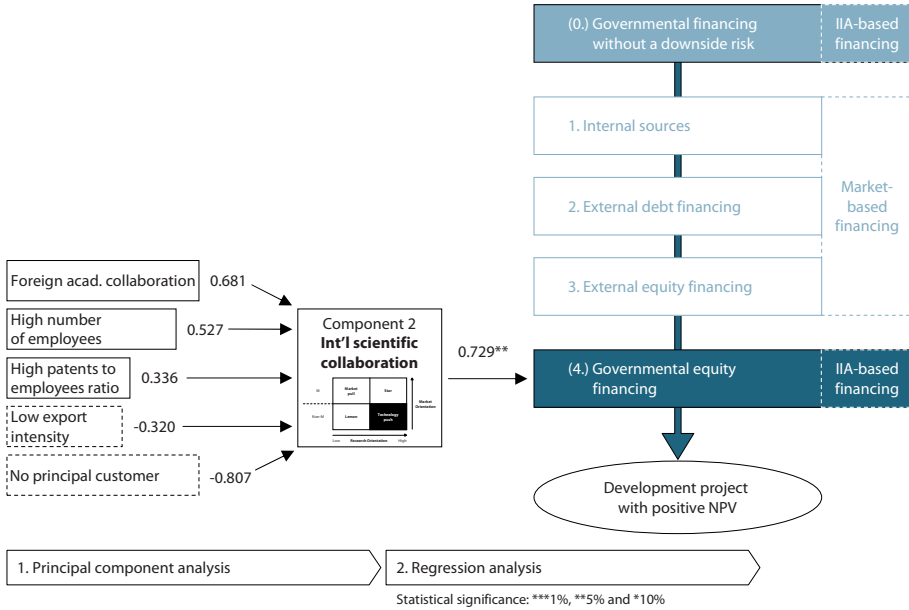 (0.) Governmental financing
without a downside risk
IIA-based
financing
1. Internal sources
2. External debt financing
3. External equity financing
Market-
based
financing
Foreign acad. collaboration
0.681
High number
of employees
0.527
High patents to
employees ratio
0.336
Low export
intensity
-0.320
No principal customer
-0.807
Component 2
Int'l scientific
collaboration
M
Market
pull
Star
Non-M
Lemon
Technology
push
Market
Orientation
Low
Research Orientation
High
0.729**
(4.) Governmental equity
financing
IIA-based
financing
Development project
with positive NPV
1. Principal component analysis
2. Regression analysis
Statistical significance: ***1%, **5% and *10%